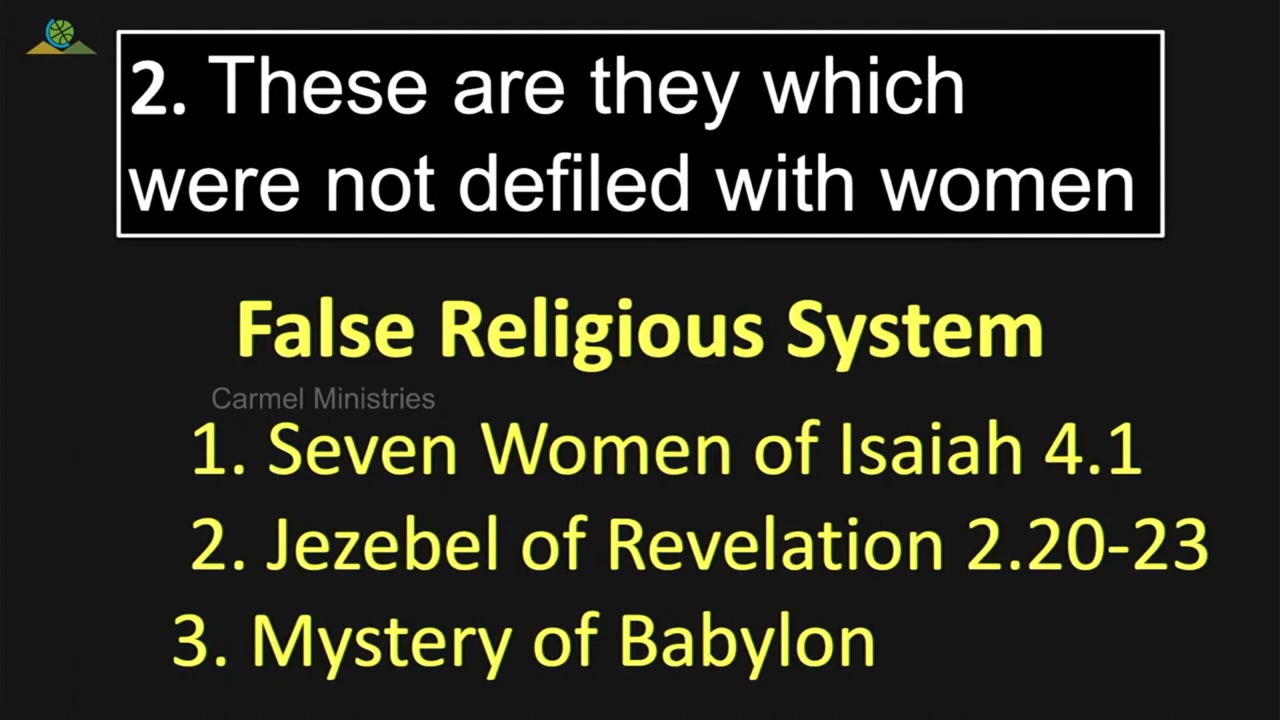 2. These are they which
were not defiled with women
False Religious System
Carmel Ministries
1. Seven Women of Isaiah 4.1
2. Jezebel of Revelation 2.20-23
3. Mystery of Babylon